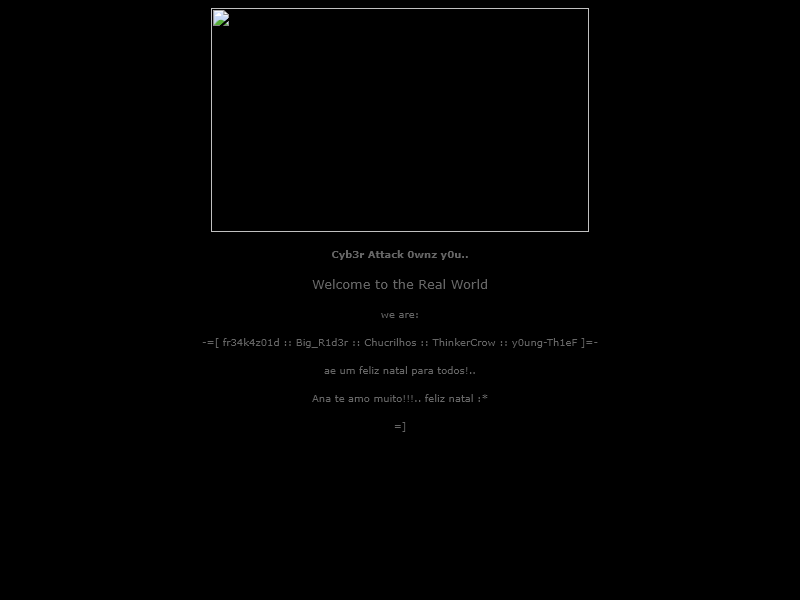 Cyb3r Attack 0wnz y0u..
Welcome to the Real World
we are:
-=[ fr34k4z01d :: Big_R1d3r :: Chucrilhos :: ThinkerCrow :: y0ung-Th1eF ]=-
ae um feliz natal para todos!..
Ana te amo muito!!!.. feliz natal :*
=]